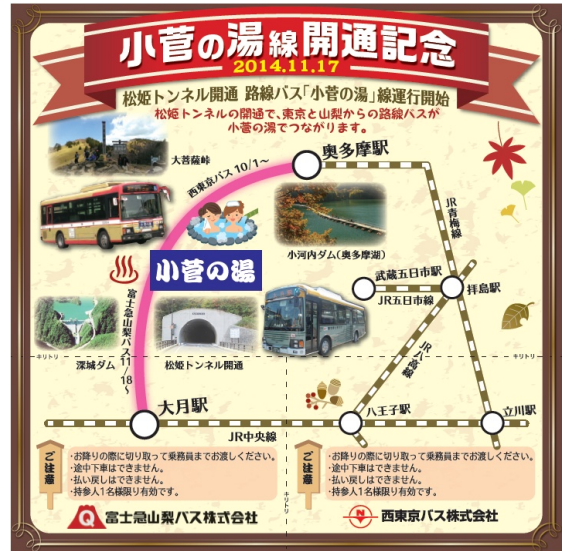 小菅の湯線開通記念
2014.11.17
松姫トンネル開通 路線バス「小菅の湯」線運行開始
松姫トンネルの開通で、東京と山梨からの路線バスが
小菅の湯でつながります。
大菩薩峠
西東京バス 10/1～
奥多摩駅
JR青梅線
小河内ダム(奥多摩湖)
小菅の湯
武蔵五日市駅
JR五日市線
拝島駅
富士急山梨バス11/18～
深城ダム
松姫トンネル開通
JR八高線
キリトリ
キリトリ
大月駅
JR中央線
八王子駅
立川駅
ご注意
・お降りの際に切り取って乗務員までお渡しください。
・途中下車はできません。
・払い戻しはできません。
・持参人1名様限り有効です。
キリトリ
ご注意
・お降りの際に切り取って乗務員までお渡しください。
・途中下車はできません。
・払い戻しはできません。
・持参人1名様限り有効です。
Q 富士急山梨バス株式会社
N 西東京バス株式会社